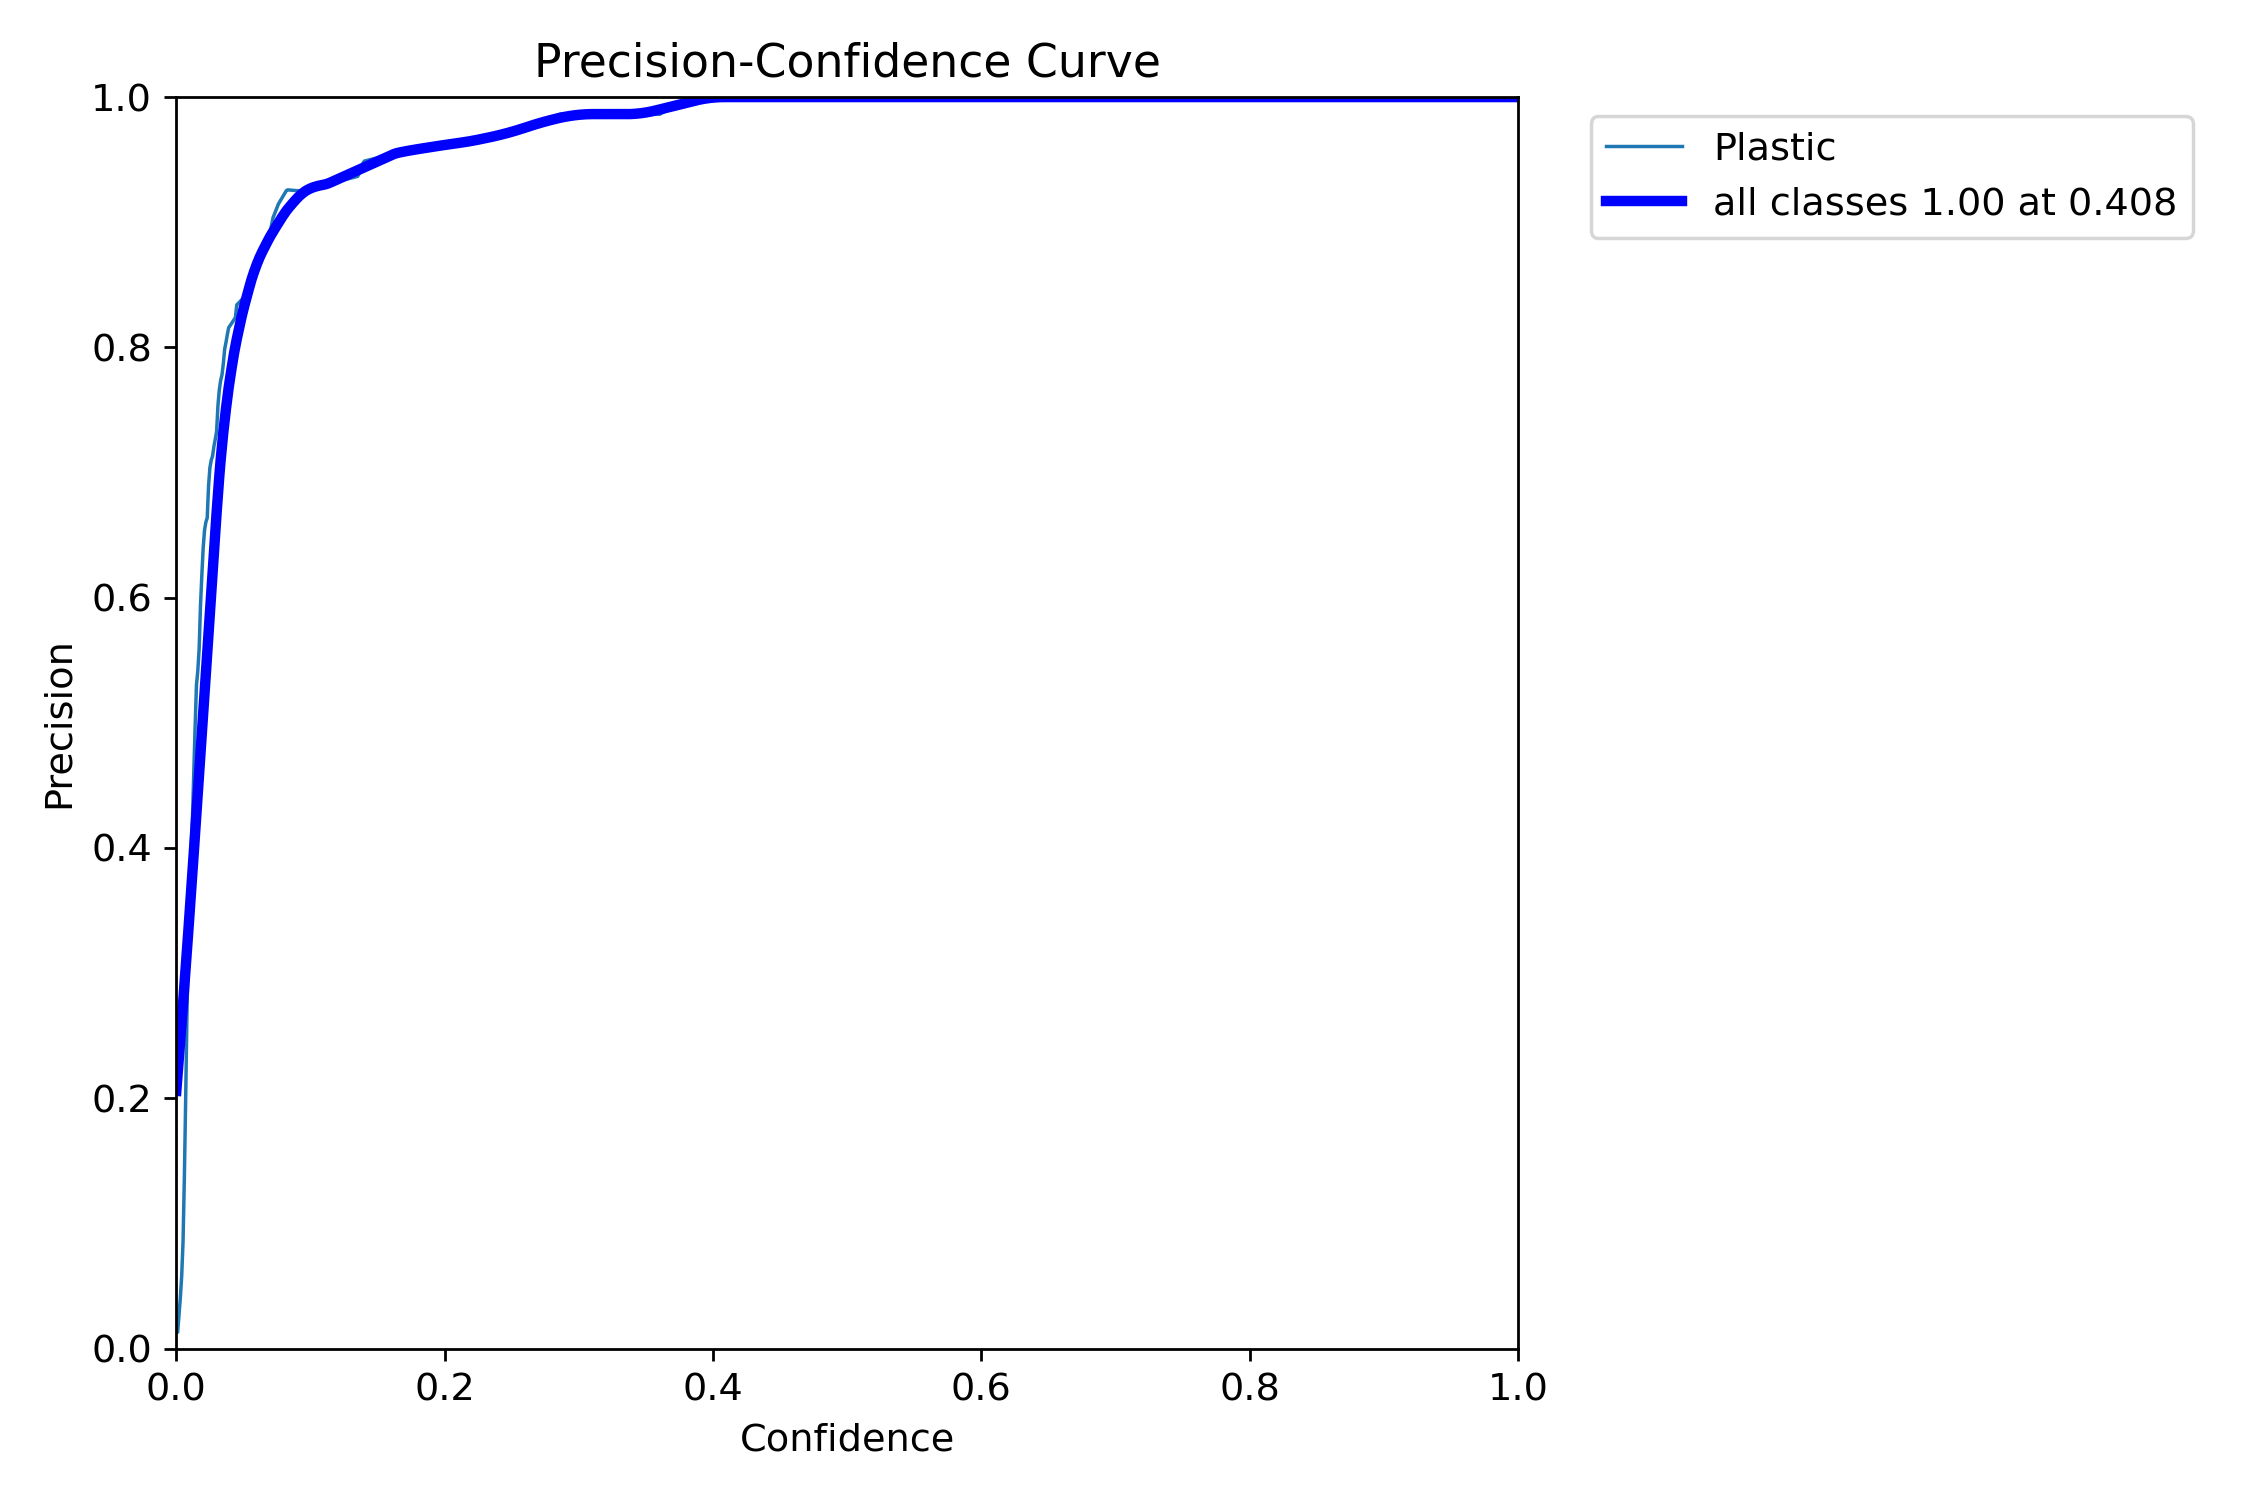 Precision-Confidence Curve
1.0
0.8
0.6
0.4
0.2
0.0
Precision
0.0 0.2 0.4 0.6 0.8 1.0
Confidence
Plastic
all classes 1.00 at 0.408